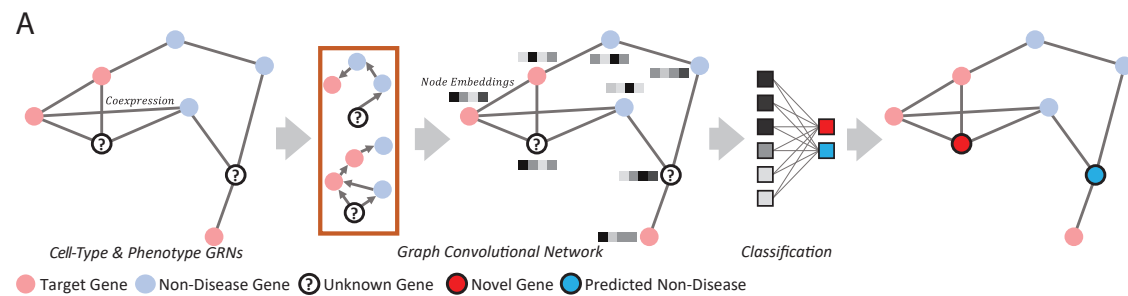 A
Node Embeddings
Coexpression
?
?
?
?
?
?
Cell-Type & Phenotype GRNs
Graph Convolutional Network
Classification
Target Gene
Non-Disease Gene
? Unknown Gene
Novel Gene
Predicted Non-Disease